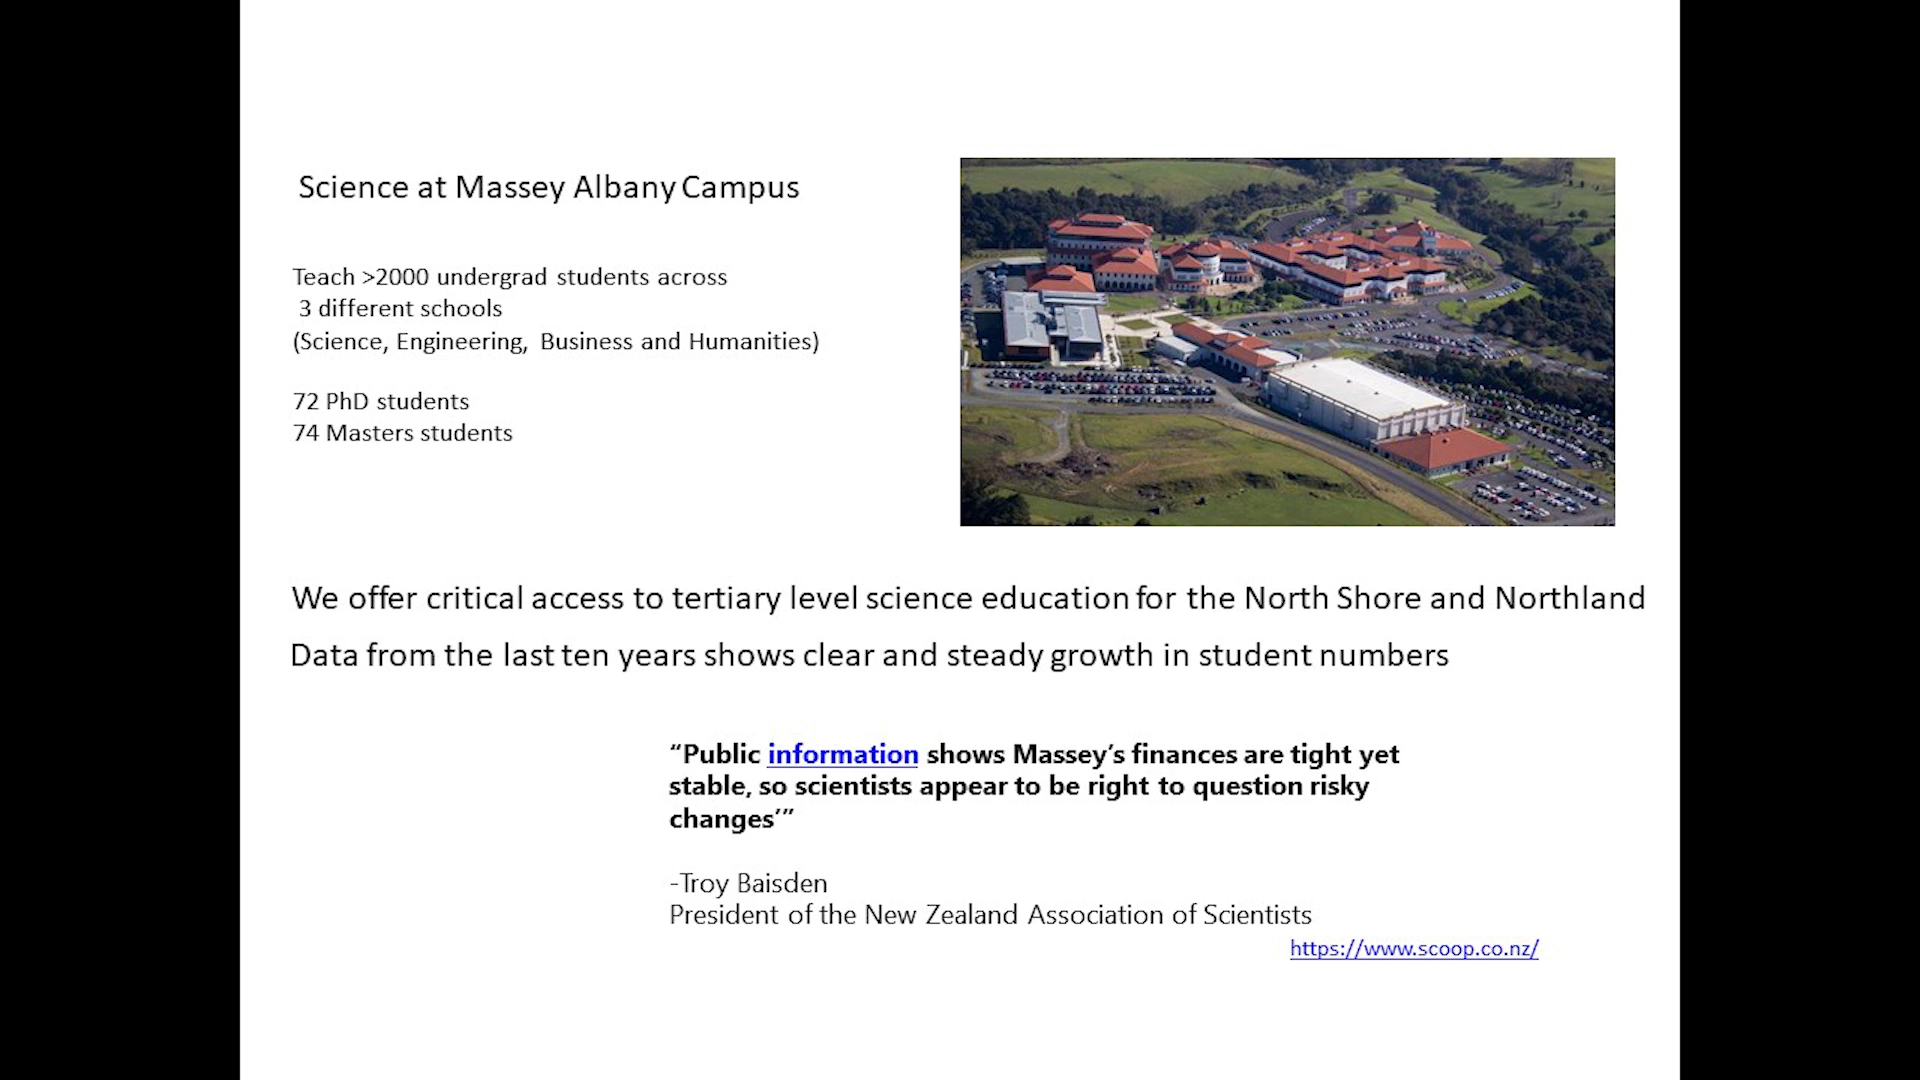 Science at Massey Albany Campus
Teach >2000 undergrad students across
3 different schools
(Science, Engineering, Business and Humanities)
72 PhD students
74 Masters students
We offer critical access to tertiary level science education for the North Shore and Northland
Data from the last ten years shows clear and steady growth in student numbers
“Public information shows Massey’s finances are tight yet
stable, so scientists appear to be right to question risky
changes’”
-Troy Baisden
President of the New Zealand Association of Scientists
https://www.scoop.co.nz/